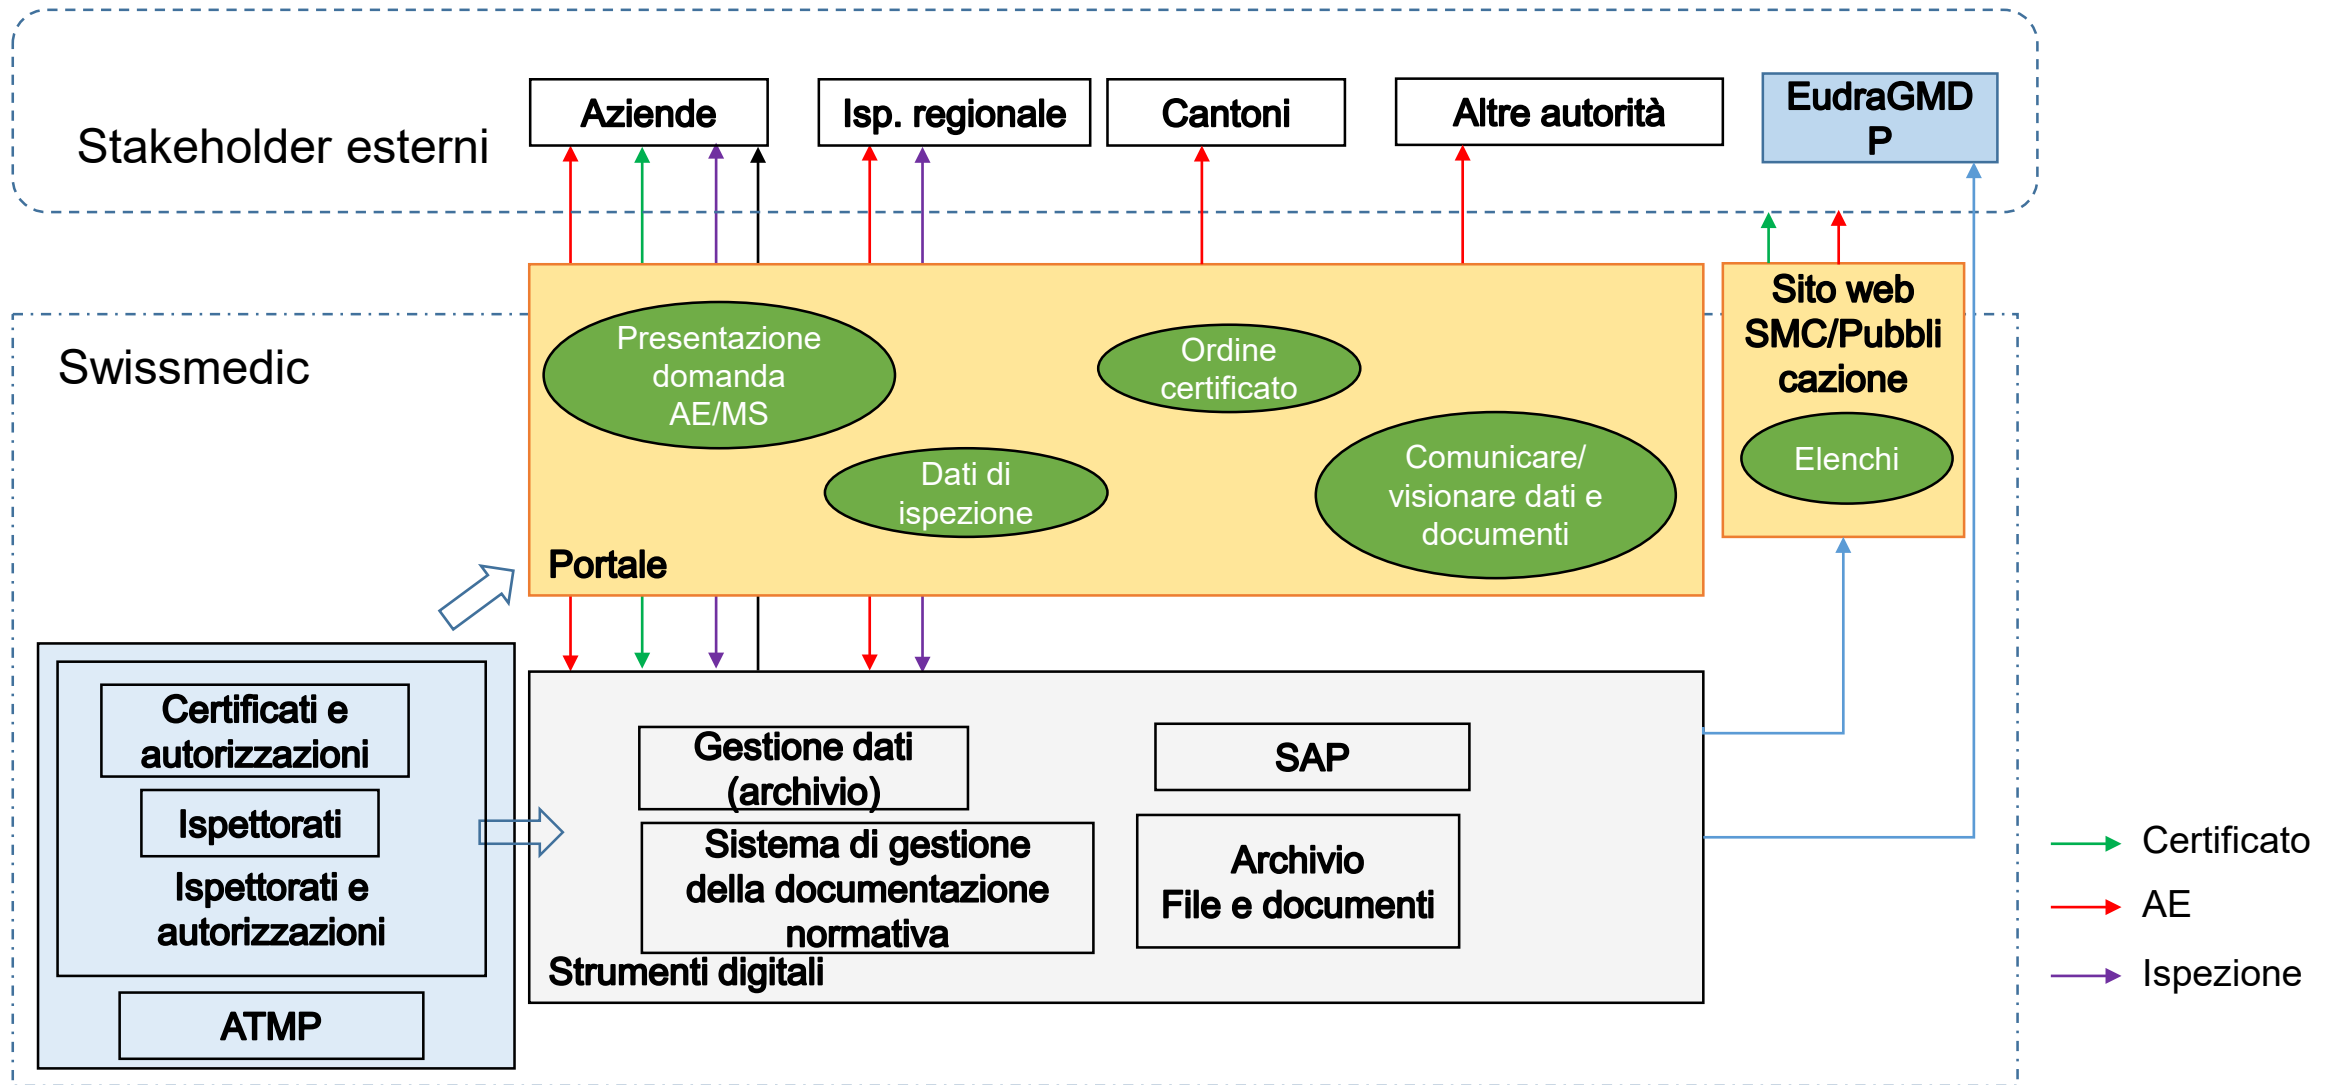 Stakeholder esterni
Aziende
Isp. regionale
Cantoni
Altre autorità
EudraGMD
P
Swissmedic
Presentazione
domanda
AE/MS
Ordine
certificato
Dati di
ispezione
Comunicare/
visionare dati e
documenti
Portale
Sito web
SMC/Pubbli
cazione
Elenchi
Certificati e
autorizzazioni
Ispettorati
Ispettorati e
autorizzazioni
ATMP
Gestione dati
(archivio)
SAP
Sistema di gestione
della documentazione
normativa
Archivio
File e documenti
Strumenti digitali
Certificato
AE
Ispezione